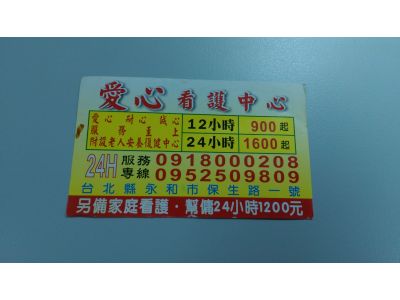 愛心看護中心
愛心 耐心 誠心
服務至上
附設老人安養復健中心
12小時 900起
24小時 1600起
24H 服務專線
0918000208
0952509809
台北縣永和市保生路一號
另備家庭看護·幫傭24小時1200元